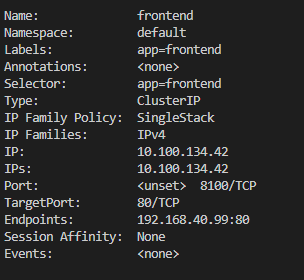 Name: frontend
Namespace: default
Labels: app=frontend
Annotations: <none>
Selector: app=frontend
Type: ClusterIP
IP Family Policy: SingleStack
IP Families: IPv4
IP: 10.100.134.42
IPs: 10.100.134.42
Port: <unset> 8100/TCP
TargetPort: 80/TCP
Endpoints: 192.168.40.99:80
Session Affinity: None
Events: <none>